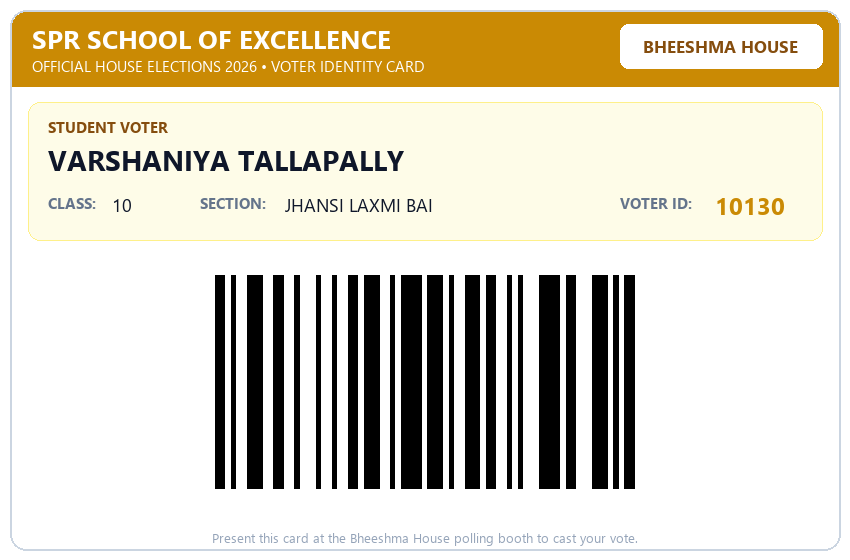 SPR SCHOOL OF EXCELLENCE
OFFICIAL HOUSE ELECTIONS 2026 • VOTER IDENTITY CARD
BHEESHMA HOUSE
STUDENT VOTER
VARSHANIYA TALLAPALLY
CLASS: 10 SECTION: JHANSI LAXMI BAI VOTER ID: 10130
Present this card at the Bheeshma House polling booth to cast your vote.